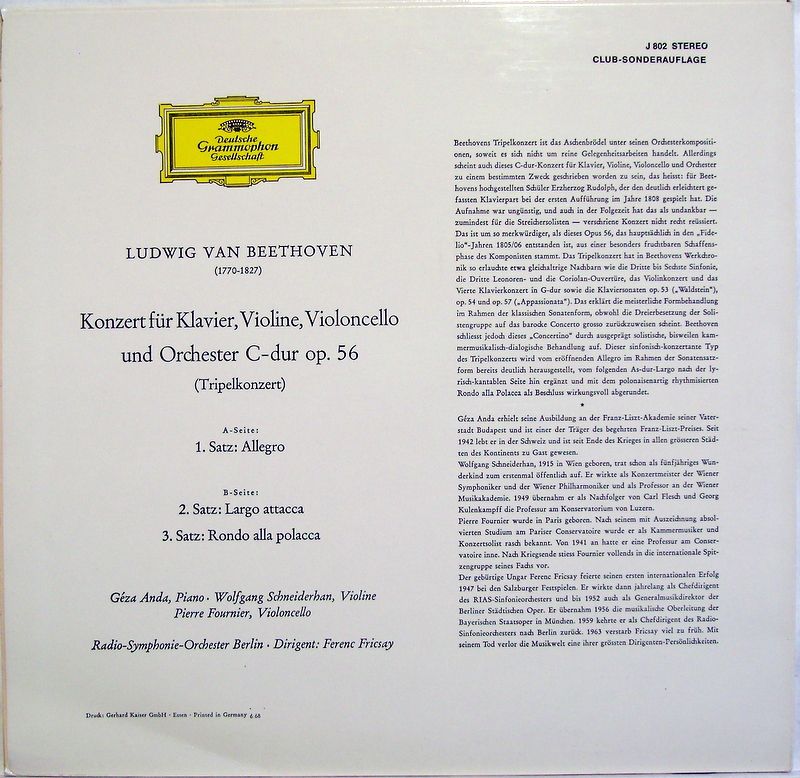 J 802 STEREO
CLUB-SONDERAUFLAGE
Deutsche
Grammophon
Gesellschaft
LUDWIG VAN BEETHOVEN
(1770-1827)
Konzert für Klavier, Violine, Violoncello
und Orchester C-dur op. 56
(Tripelkonzert)
A-Seite:
1. Satz: Allegro
B-Seite:
2. Satz: Largo attacca
3. Satz: Rondo alla polacca
Géza Anda, Piano · Wolfgang Schneiderhan, Violine
Pierre Fournier, Violoncello
Radio-Symphonie-Orchester Berlin · Dirigent: Ferenc Fricsay
Druck: Gerhard Kaiser GmbH · Essen · Printed in Germany 6 68
Beethovens Tripelkonzert ist das Aschenbrödel unter seinen Orchesterkompositi-
onen, soweit es sich nicht um reine Gelegenheitsarbeiten handelt. Allerdings
scheint auch dieses C-dur-Konzert für Klavier, Violine, Violoncello und Orchester
zu einem bestimmten Zweck geschrieben worden zu sein, das heisst: für Beet-
hovens hochgestellten Schüler Erzherzog Rudolph, der den deutlich erleichtert ge-
fassten Klavierpart bei der ersten Aufführung im Jahre 1808 gespielt hat. Die
Aufnahme war ungünstig, und auch in der Folgezeit hat das als undankbar —
zumindest für die Streichersolisten — verschriene Konzert nicht recht reüssiert.
Das ist um so merkwürdiger, als dieses Opus 56, das hauptsächlich in den „Fide-
lio"-Jahren 1805/06 entstanden ist, aus einer besonders fruchtbaren Schaffens-
phase des Komponisten stammt. Das Tripelkonzert hat in Beethovens Werkchro-
nik so erlauchte etwa gleichaltrige Nachbarn wie die Dritte bis Sechste Sinfonie,
die Dritte Leonoren- und die Coriolan-Ouvertüre, das Violinkonzert und das
Vierte Klavierkonzert in G-dur sowie die Klaviersonaten op. 53 („Waldstein"),
op. 54 und op. 57 („Appassionata"). Das erklärt die meisterliche Formbehandlung
im Rahmen der klassischen Sonatenform, obwohl die Dreierbesetzung der Soli-
stengruppe auf das barocke Concerto grosso zurückzuweisen scheint. Beethoven
schliesst jedoch dieses „Concertino" durch ausgeprägt solistische, bisweilen kam-
mermusikalisch-dialogische Behandlung auf. Dieser sinfonisch-konzertante Typ
des Tripelkonzerts wird vom eröffnenden Allegro im Rahmen der Sonatensatz-
form bereits deutlich herausgestellt, vom folgenden As-dur-Largo nach der ly-
risch-kantablen Seite hin ergänzt und mit dem polonaisenartig rhythmisierten
Rondo alla Polacca als Beschluss wirkungsvoll abgerundet.
*
Géza Anda erhielt seine Ausbildung an der Franz-Liszt-Akademie seiner Vater-
stadt Budapest und ist einer der Träger des begehrten Franz-Liszt-Preises. Seit
1942 lebt er in der Schweiz und ist seit Ende des Krieges in allen grösseren Städ-
ten des Kontinents zu Gast gewesen.
Wolfgang Schneiderhan, 1915 in Wien geboren, trat schon als fünfjähriges Wun-
derkind zum erstenmal öffentlich auf. Er wirkte als Konzertmeister der Wiener
Symphoniker und der Wiener Philharmoniker und als Professor an der Wiener
Musikakademie. 1949 übernahm er als Nachfolger von Carl Flesch und Georg
Kulenkampff die Professur am Konservatorium von Luzern.
Pierre Fournier wurde in Paris geboren. Nach seinem mit Auszeichnung absol-
vierten Studium am Pariser Conservatoire wurde er als Kammermusiker und
Konzertsolist rasch bekannt. Von 1941 an hatte er eine Professur am Conser-
vatoire inne. Nach Kriegsende stiess Fournier vollends in die internationale Spit-
zengruppe seines Fachs vor.
Der gebürtige Ungar Ferenc Fricsay feierte seinen ersten internationalen Erfolg
1947 bei den Salzburger Festspielen. Er wirkte dann jahrelang als Chefdirigent
des RIAS-Sinfonieorchesters und bis 1952 auch als Generalmusikdirektor der
Berliner Städtischen Oper. Er übernahm 1956 die musikalische Oberleitung der
Bayerischen Staatsoper in München. 1959 kehrte er als Chefdirigent des Radio-
Sinfonieorchesters nach Berlin zurück. 1963 verstarb Fricsay viel zu früh. Mit
seinem Tod verlor die Musikwelt eine ihrer grössten Dirigenten-Persönlichkeiten.